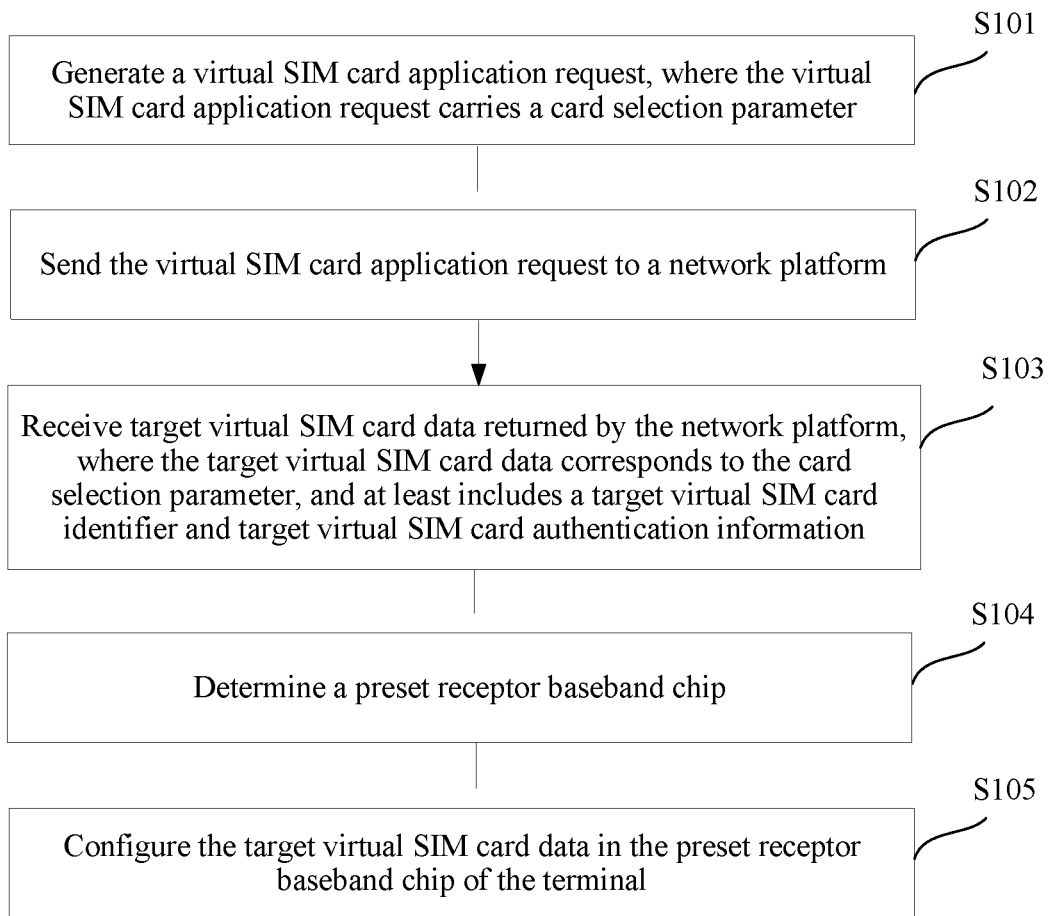 S101
Generate a virtual SIM card application request, where the virtual
SIM card application request carries a card selection parameter
S102
Send the virtual SIM card application request to a network platform
S103
Receive target virtual SIM card data returned by the network platform,
where the target virtual SIM card data corresponds to the card
selection parameter, and at least includes a target virtual SIM card
identifier and target virtual SIM card authentication information
S104
Determine a preset receptor baseband chip
S105
Configure the target virtual SIM card data in the preset receptor
baseband chip of the terminal